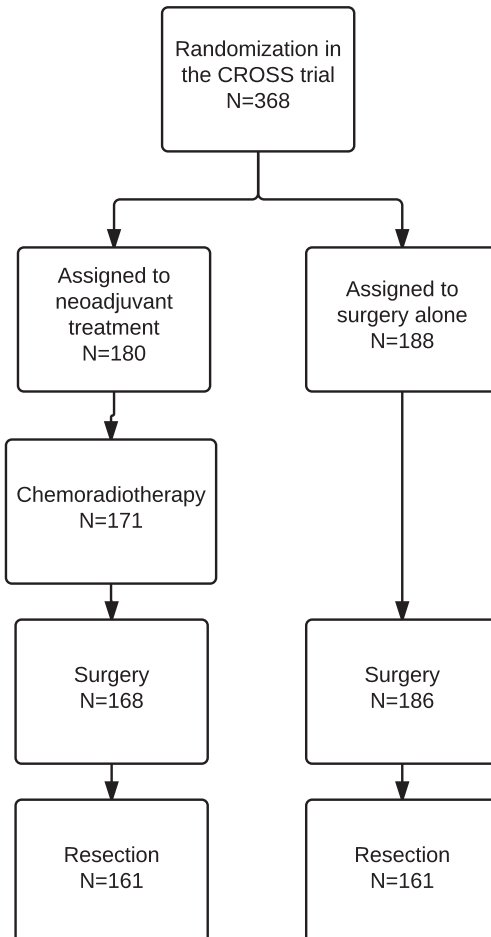 Randomization in
the CROSS trial
N=368
Assigned to
neoadjuvant
treatment
N=180
Assigned to
surgery alone
N=188
Chemoradiotherapy
N=171
Surgery
N=168
Surgery
N=186
Resection
N=161
Resection
N=161